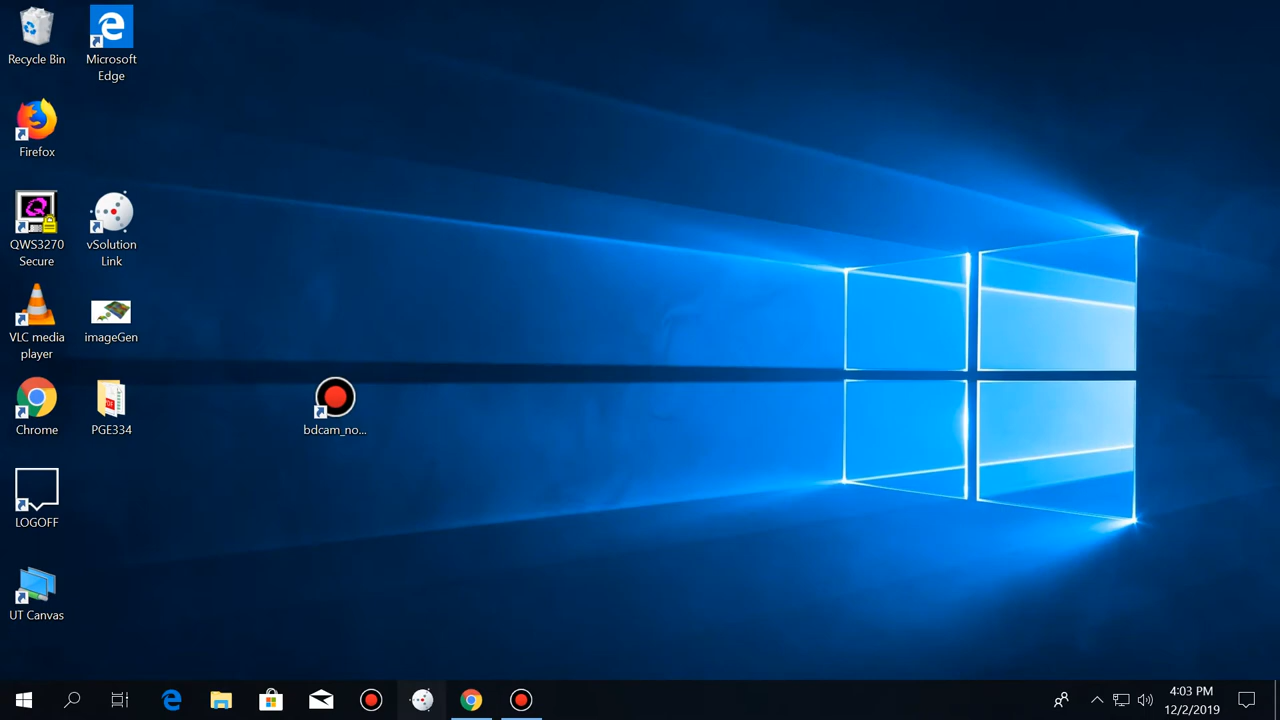 Recycle Bin
Microsoft
Edge
Firefox
QWS3270
Secure
vSolution
Link
VLC media
player
imageGen
Chrome
PGE334
bdcam_no...
LOGOFF
UT Canvas
4:03 PM
12/2/2019